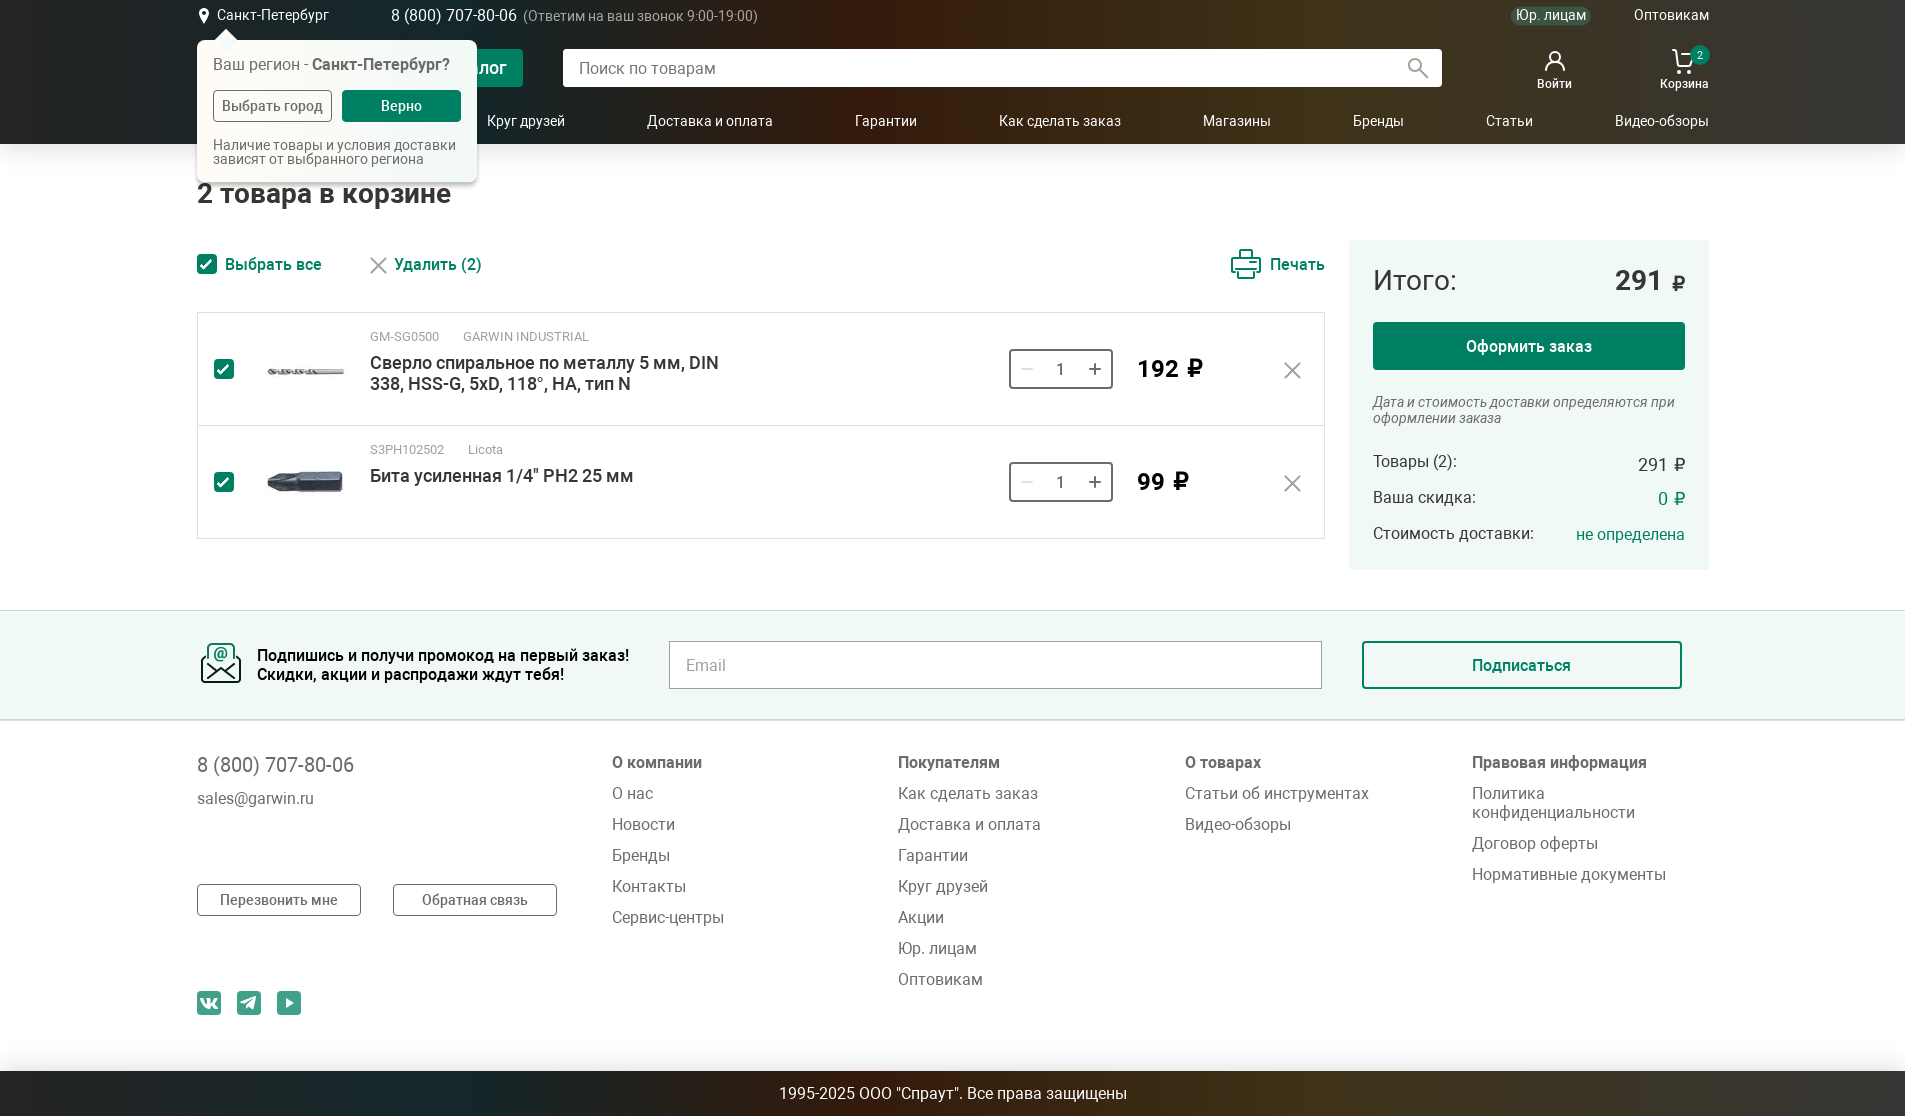 Санкт-Петербург
8 (800) 707-80-06 (Ответим на ваш звонок 9:00-19:00)
Юр. лицам
Оптовикам
Ваш регион - Санкт-Петербург?
Выбрать город
Верно
Наличие товары и условия доставки
зависят от выбранного региона
лог
Поиск по товарам
Войти
2
Корзина
Круг друзей
Доставка и оплата
Гарантии
Как сделать заказ
Магазины
Бренды
Статьи
Видео-обзоры
2 товара в корзине
Выбрать все
Удалить (2)
Печать
GM-SG0500 GARWIN INDUSTRIAL
Сверло спиральное по металлу 5 мм, DIN
338, HSS-G, 5xD, 118°, HA, тип N
1
192 ₽
S3PH102502 Licota
Бита усиленная 1/4" PH2 25 мм
1
99 ₽
Итого: 291 ₽
Оформить заказ
Дата и стоимость доставки определяются при
оформлении заказа
Товары (2): 291 ₽
Ваша скидка: 0 ₽
Стоимость доставки: не определена
@
Подпишись и получи промокод на первый заказ!
Скидки, акции и распродажи ждут тебя!
Email
Подписаться
8 (800) 707-80-06
sales@garwin.ru
Перезвонить мне
Обратная связь
О компании
О нас
Новости
Бренды
Контакты
Сервис-центры
Покупателям
Как сделать заказ
Доставка и оплата
Гарантии
Круг друзей
Акции
Юр. лицам
Оптовикам
О товарах
Статьи об инструментах
Видео-обзоры
Правовая информация
Политика
конфиденциальности
Договор оферты
Нормативные документы
1995-2025 ООО "Спраут". Все права защищены